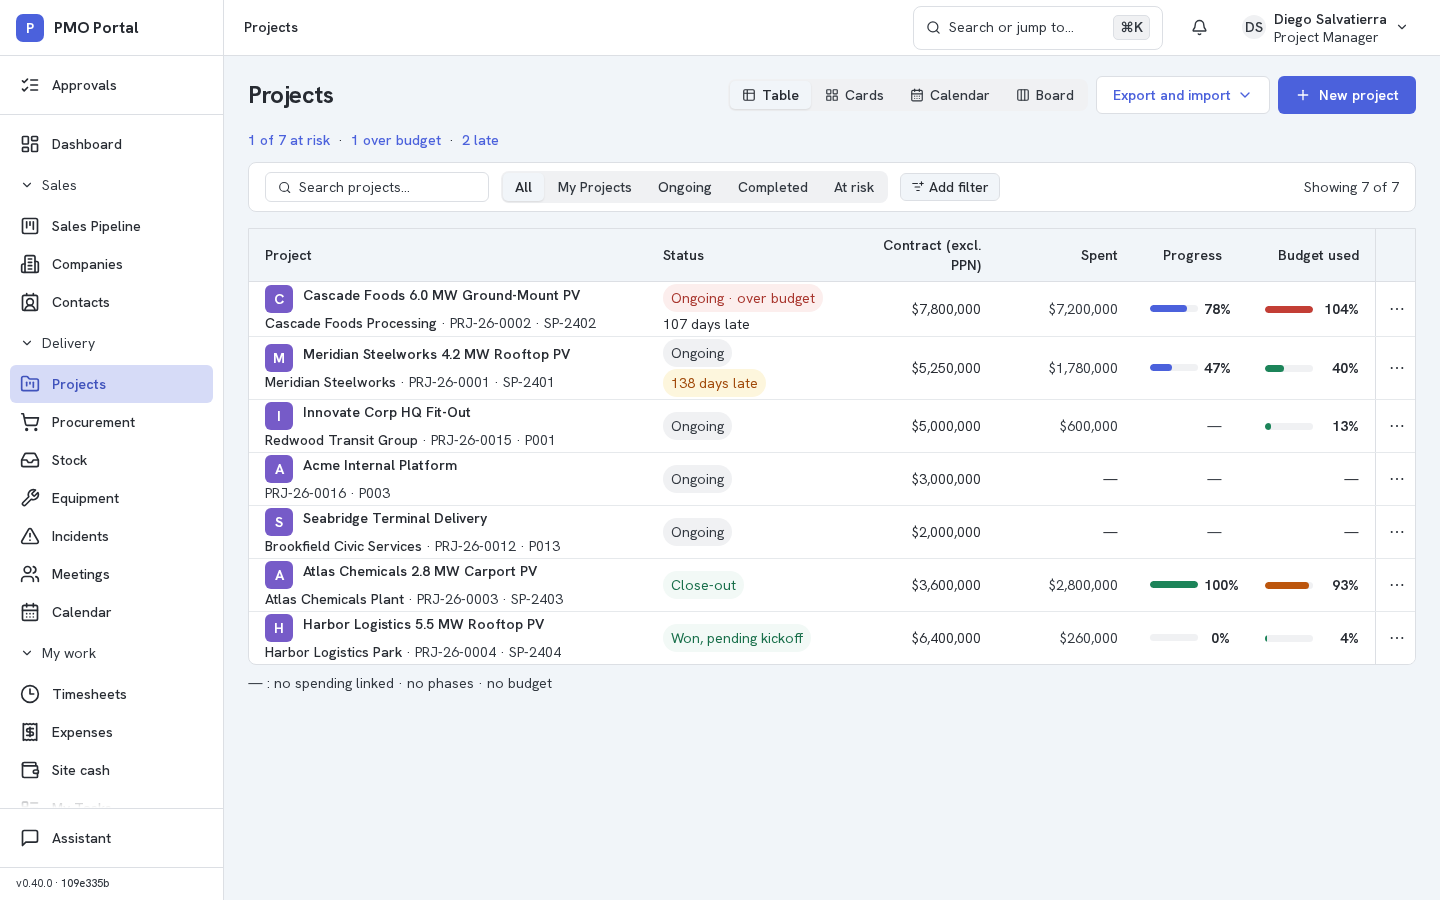 P PMO Portal
Projects
Search or jump to...
⌘K
DS
Diego Salvatierra
Project Manager
Approvals
Dashboard
Sales
Sales Pipeline
Companies
Contacts
Delivery
Projects
Procurement
Stock
Equipment
Incidents
Meetings
Calendar
My work
Timesheets
Expenses
Site cash
My Tasks
Assistant
v0.40.0 · 109e335b
Projects
Table
Cards
Calendar
Board
Export and import
New project
1 of 7 at risk · 1 over budget · 2 late
Search projects...
All
My Projects
Ongoing
Completed
At risk
Add filter
Showing 7 of 7
Project
Status
Contract (excl.
PPN)
Spent
Progress
Budget used
C Cascade Foods 6.0 MW Ground-Mount PV
Cascade Foods Processing · PRJ-26-0002 · SP-2402
Ongoing · over budget
107 days late
$7,800,000
$7,200,000
78%
104%
M Meridian Steelworks 4.2 MW Rooftop PV
Meridian Steelworks · PRJ-26-0001 · SP-2401
Ongoing
138 days late
$5,250,000
$1,780,000
47%
40%
I Innovate Corp HQ Fit-Out
Redwood Transit Group · PRJ-26-0015 · P001
Ongoing
$5,000,000
$600,000
—
13%
A Acme Internal Platform
PRJ-26-0016 · P003
Ongoing
$3,000,000
—
—
—
S Seabridge Terminal Delivery
Brookfield Civic Services · PRJ-26-0012 · P013
Ongoing
$2,000,000
—
—
—
A Atlas Chemicals 2.8 MW Carport PV
Atlas Chemicals Plant · PRJ-26-0003 · SP-2403
Close-out
$3,600,000
$2,800,000
100%
93%
H Harbor Logistics 5.5 MW Rooftop PV
Harbor Logistics Park · PRJ-26-0004 · SP-2404
Won, pending kickoff
$6,400,000
$260,000
0%
4%
— : no spending linked · no phases · no budget